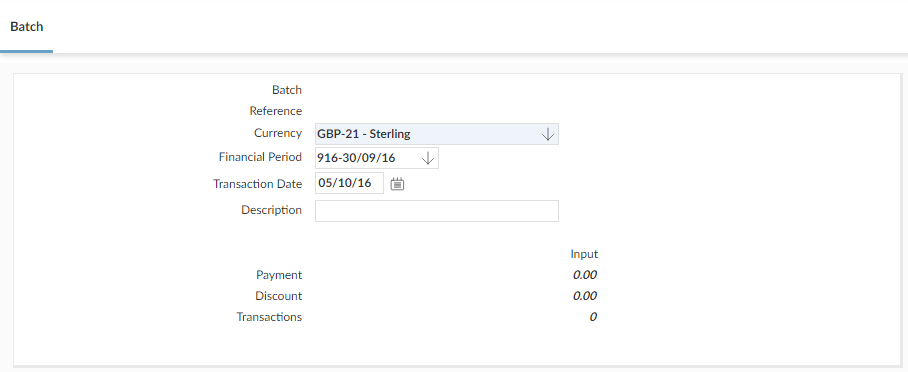 Batch
Batch
Reference
Currency GBP-21 - Sterling
Financial Period 916-30/09/16
Transaction Date 05/10/16
Description
Input
Payment 0.00
Discount 0.00
Transactions 0